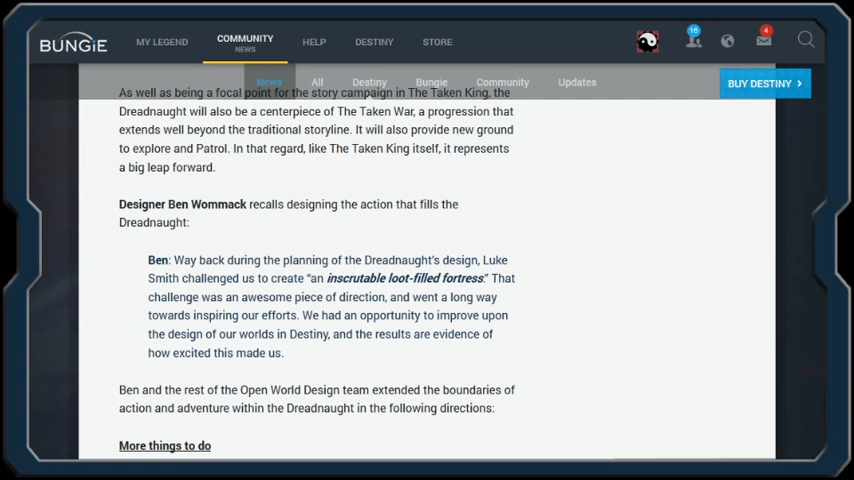 BUNGiE
MY LEGEND
COMMUNITY
NEWS
HELP
DESTINY
STORE
16
4
News
All
Destiny
Bungie
Community
Updates
BUY DESTINY
As well as being a focal point for the story campaign in The Taken King, the
Dreadnaught will also be a centerpiece of The Taken War, a progression that
extends well beyond the traditional storyline. It will also provide new ground
to explore and Patrol. In that regard, like The Taken King itself, it represents
a big leap forward.
Designer Ben Wommack recalls designing the action that fills the
Dreadnaught:
Ben: Way back during the planning of the Dreadnaught's design, Luke
Smith challenged us to create "an inscrutable loot-filled fortress." That
challenge was an awesome piece of direction, and went a long way
towards inspiring our efforts. We had an opportunity to improve upon
the design of our worlds in Destiny, and the results are evidence of
how excited this made us.
Ben and the rest of the Open World Design team extended the boundaries of
action and adventure within the Dreadnaught in the following directions:
More things to do